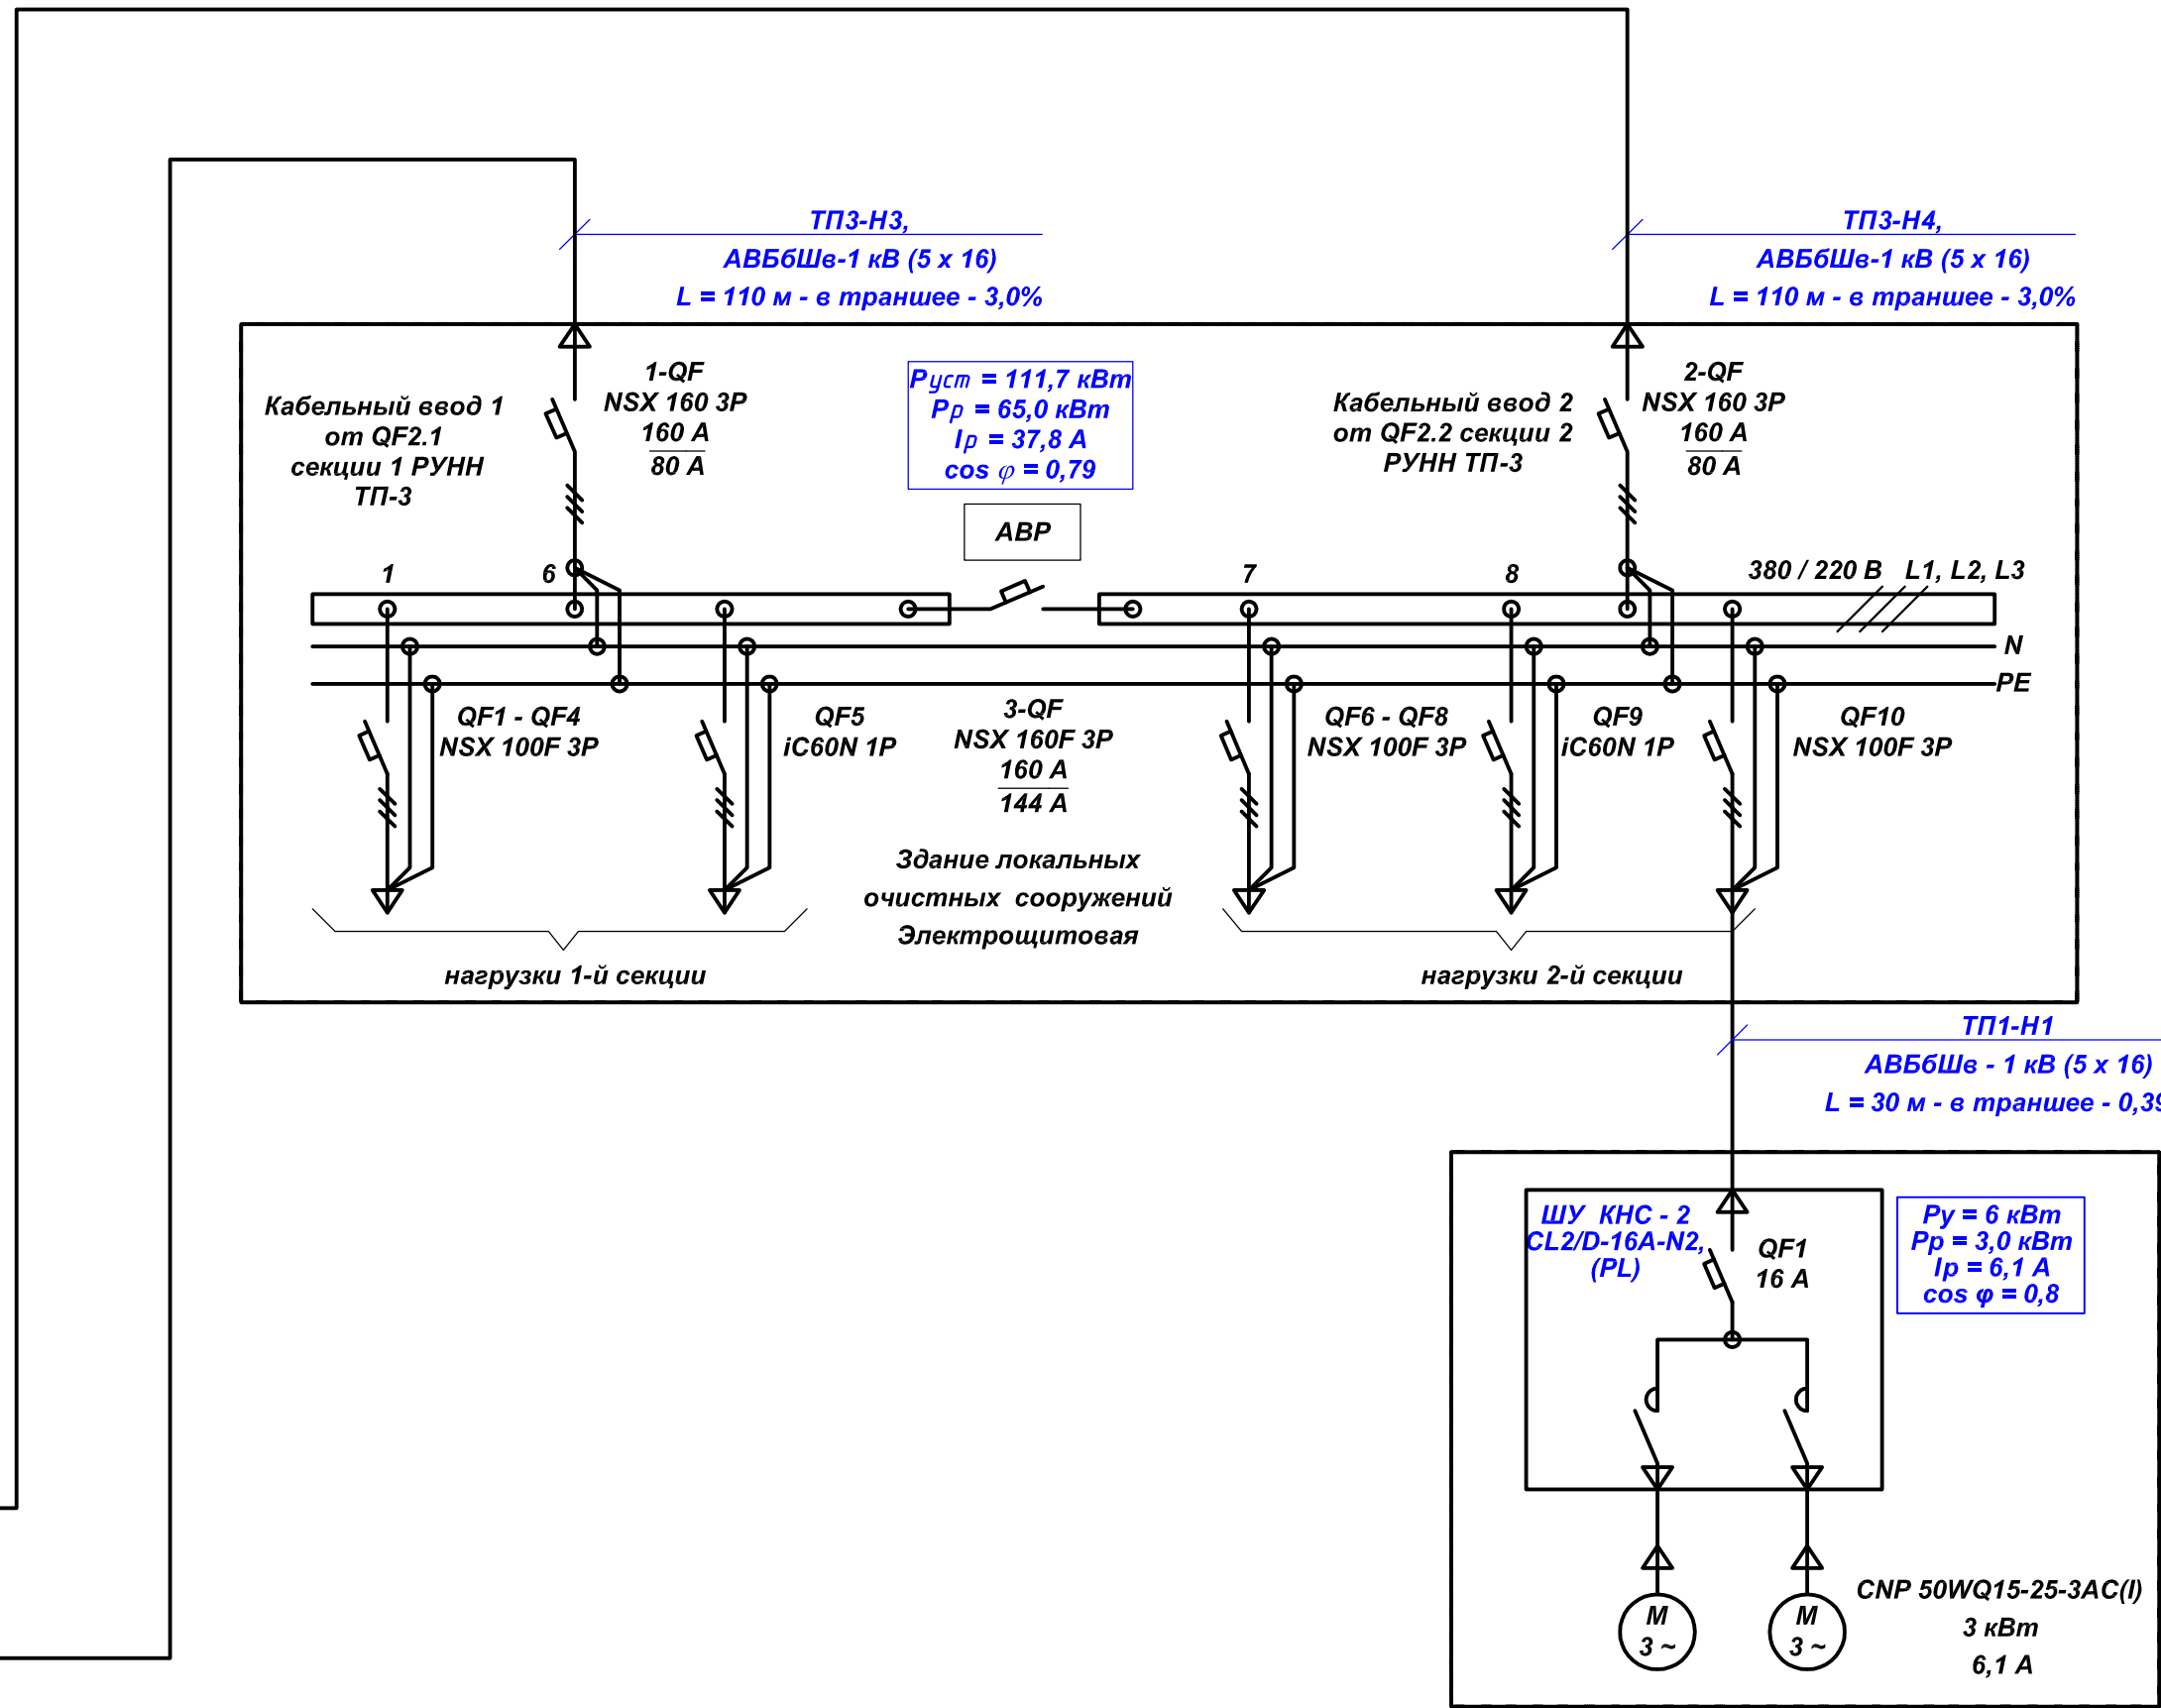 ТП3-Н3,
АВБбШв-1 кВ (5 х 16)
L = 110 м - в траншее - 3,0%
ТП3-Н4,
АВБбШв-1 кВ (5 х 16)
L = 110 м - в траншее - 3,0%
Кабельный ввод 1
от QF2.1
секции 1 РУНН
ТП-3
1-QF
NSX 160 3P
160 A
80 A
Руст = 111,7 кВт
Рр = 65,0 кВт
Iр = 37,8 А
cos φ = 0,79
АВР
Кабельный ввод 2
от QF2.2 секции 2
РУНН ТП-3
2-QF
NSX 160 3P
160 A
80 A
1
6
7
8
380 / 220 В
L1, L2, L3
N
PE
QF1 - QF4
NSX 100F 3P
QF5
iC60N 1P
3-QF
NSX 160F 3P
160 A
144 A
QF6 - QF8
NSX 100F 3P
QF9
iC60N 1P
QF10
NSX 100F 3P
Здание локальных
очистных сооружений
Электрощитовая
нагрузки 1-й секции
нагрузки 2-й секции
ТП1-Н1
АВБбШв - 1 кВ (5 х 16)
L = 30 м - в траншее - 0,39
ШУ КНС - 2
CL2/D-16A-N2,
(PL)
QF1
16 A
Ру = 6 кВт
Рр = 3,0 кВт
Iр = 6,1 А
cos φ = 0,8
М
3 ~
М
3 ~
CNP 50WQ15-25-3AC(I)
3 кВт
6,1 А